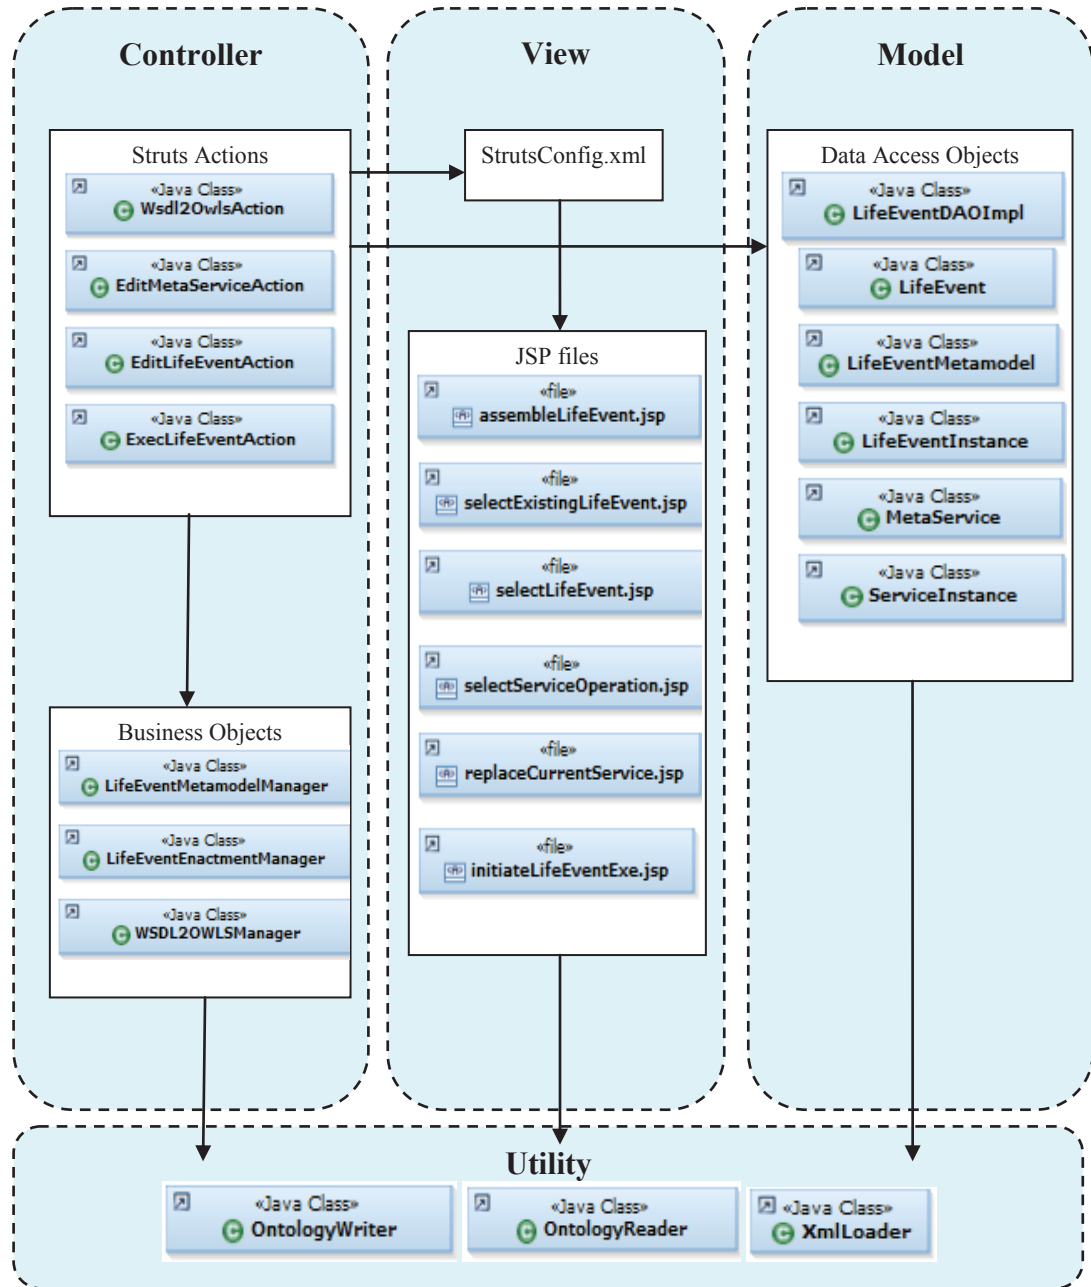 Controller
Struts Actions
«Java Class»
Wsdl2OwlsAction
«Java Class»
EditMetaServiceAction
«Java Class»
EditLifeEventAction
«Java Class»
ExecLifeEventAction
Business Objects
«Java Class»
LifeEventMetamodelManager
«Java Class»
LifeEventEnactmentManager
«Java Class»
WSDL2OWLSManager
View
StrutsConfig.xml
JSP files
«file»
assembleLifeEvent.jsp
«file»
selectExistingLifeEvent.jsp
«file»
selectLifeEvent.jsp
«file»
selectServiceOperation.jsp
«file»
replaceCurrentService.jsp
«file»
initiateLifeEventExe.jsp
Model
Data Access Objects
«Java Class»
LifeEventDAOImpl
«Java Class»
LifeEvent
«Java Class»
LifeEventMetamodel
«Java Class»
LifeEventInstance
«Java Class»
MetaService
«Java Class»
ServiceInstance
Utility
«Java Class»
OntologyWriter
«Java Class»
OntologyReader
«Java Class»
XmlLoader